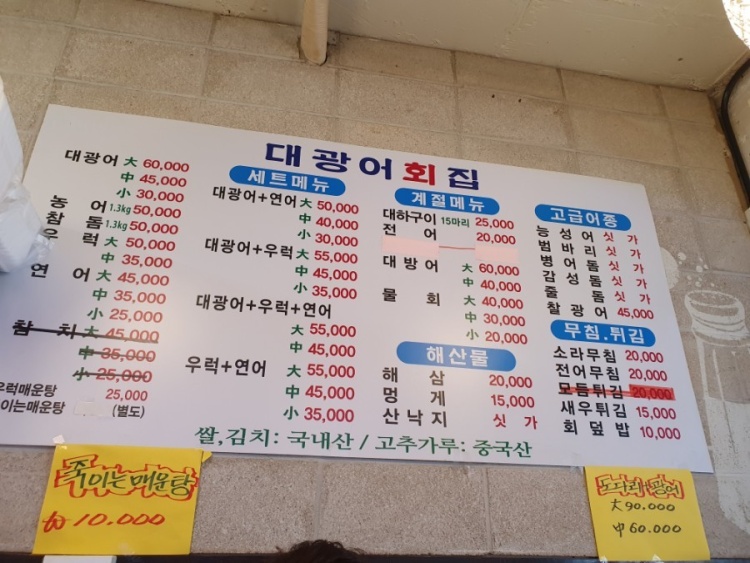 대광어회집
대광어 大 60,000
中 45,000
小 30,000
농어 1.3kg 50,000
참돔 1.3kg 50,000
우럭 大 50,000
中 35,000
연어 大 45,000
中 35,000
小 25,000
참치 大 45,000
中 35,000
小 25,000
우럭매운탕 25,000
이는매운탕 (별도)
세트메뉴
대광어+연어 大 50,000
中 40,000
小 30,000
대광어+우럭 大 55,000
中 45,000
小 35,000
대광어+우럭+연어
大 55,000
中 45,000
우럭+연어 大 55,000
中 45,000
小 35,000
계절메뉴
대하구이 15마리 25,000
전어 20,000
대방어 大 60,000
中 40,000
물회 大 40,000
中 30,000
小 20,000
해산물
해삼 20,000
멍게 15,000
산낙지 싯가
고급어종
능성어 싯가
범바리 싯가
병어돔 싯가
감성돔 싯가
줄돔 싯가
찰광어 45,000
무침.튀김
소라무침 20,000
전어무침 20,000
모듬튀김 20,000
새우튀김 15,000
회덮밥 10,000
쌀,김치: 국내산 / 고추가루: 중국산
죽이는매운탕
₩ 10.000
도다리+광어
大 90.000
中 60.000